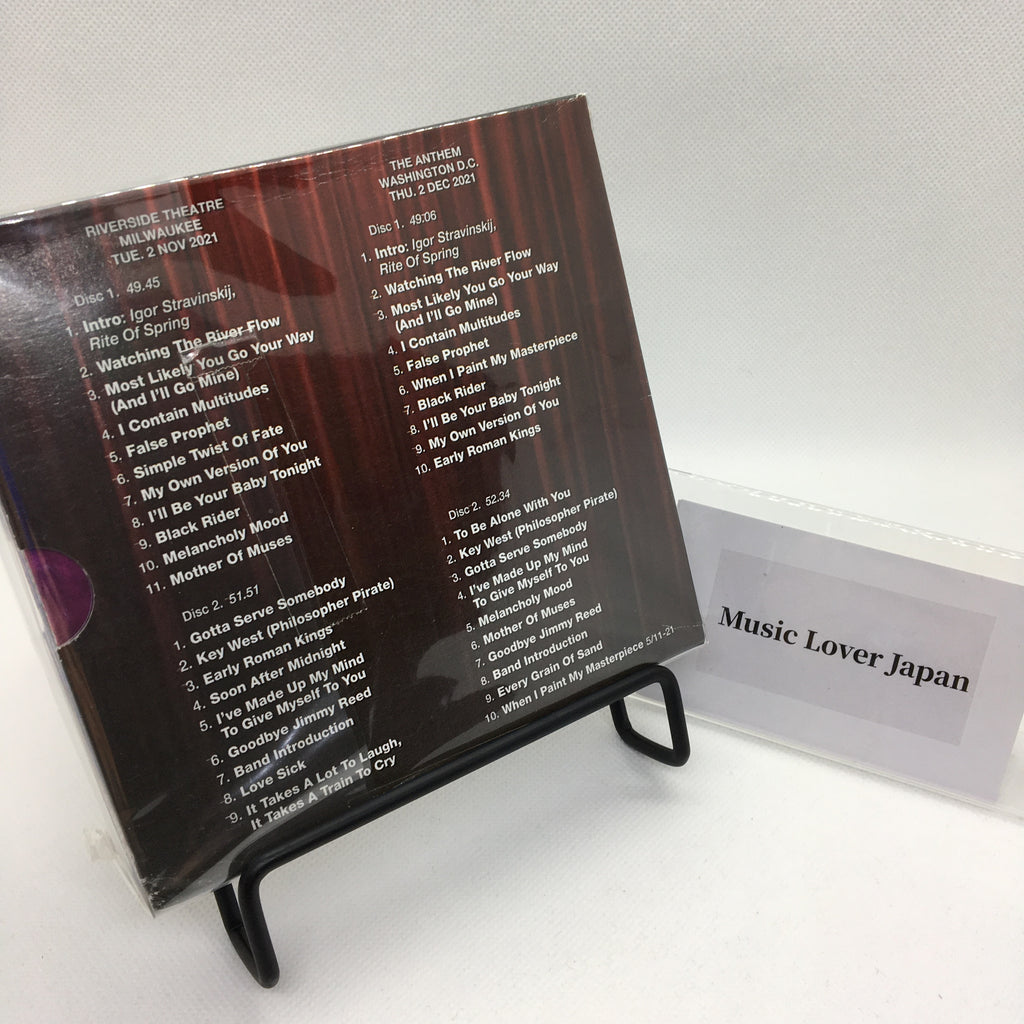 RIVERSIDE THEATRE
MILWAUKEE
TUE. 2 NOV 2021
Disc 1. 49.45
1. Intro: Igor Stravinskij,
Rite Of Spring
2. Watching The River Flow
3. Most Likely You Go Your Way
(And I'll Go Mine)
4. I Contain Multitudes
5. False Prophet
6. Simple Twist Of Fate
7. My Own Version Of You
8. I'll Be Your Baby Tonight
9. Black Rider
10. Melancholy Mood
11. Mother Of Muses
Disc 2. 51.51
1. Gotta Serve Somebody
2. Key West (Philosopher Pirate)
3. Early Roman Kings
4. Soon After Midnight
5. I've Made Up My Mind
To Give Myself To You
6. Goodbye Jimmy Reed
7. Band Introduction
8. Love Sick
9. It Takes A Lot To Laugh,
It Takes A Train To Cry
THE ANTHEM
WASHINGTON D.C.
THU. 2 DEC 2021
Disc 1. 49:06
1. Intro: Igor Stravinskij,
Rite Of Spring
2. Watching The River Flow
3. Most Likely You Go Your Way
(And I'll Go Mine)
4. I Contain Multitudes
5. False Prophet
6. When I Paint My Masterpiece
7. Black Rider
8. I'll Be Your Baby Tonight
9. My Own Version Of You
10. Early Roman Kings
Disc 2. 52.34
1. To Be Alone With You
2. Key West (Philosopher Pirate)
3. Gotta Serve Somebody
4. I've Made Up My Mind
To Give Myself To You
5. Melancholy Mood
6. Mother Of Muses
7. Goodbye Jimmy Reed
8. Band Introduction
9. Every Grain Of Sand
10. When I Paint My Masterpiece 5/11-21
Music Lover Japan